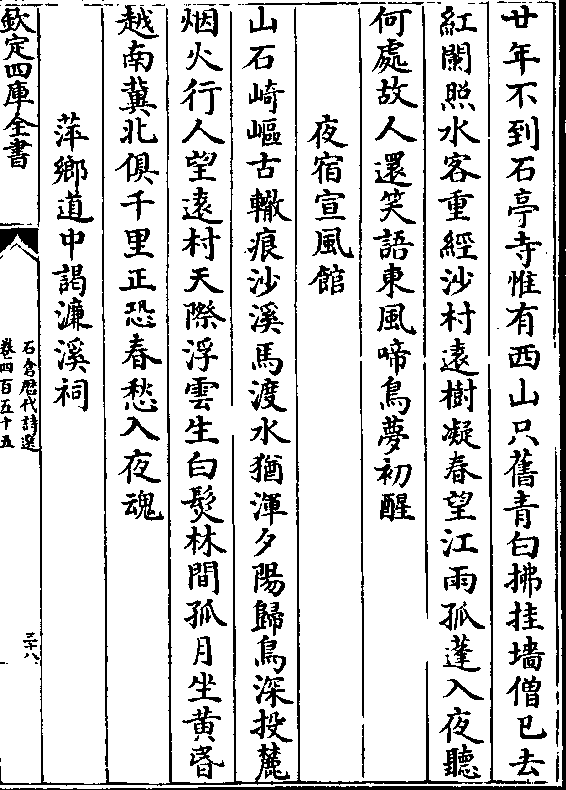 廿年不到石亭寺惟有西山只舊青白拂挂墙僧已去
紅闌照水客重經沙村遠樹凝春望江雨孤蓬入夜聽
何處故人還笑語東風啼鳥夢初醒
夜宿宣風館
山石崎嶇古轍痕沙溪馬渡水猶渾夕陽歸鳥深投麓
烟火行人望遠村天際浮雲生白髮林間孤月坐黄昏
越南冀北俱千里正恐春愁入夜魂
萍鄉道中謁濂溪祠
欽定四庫全書
石倉歴代詩選
卷四百五十五
三十八